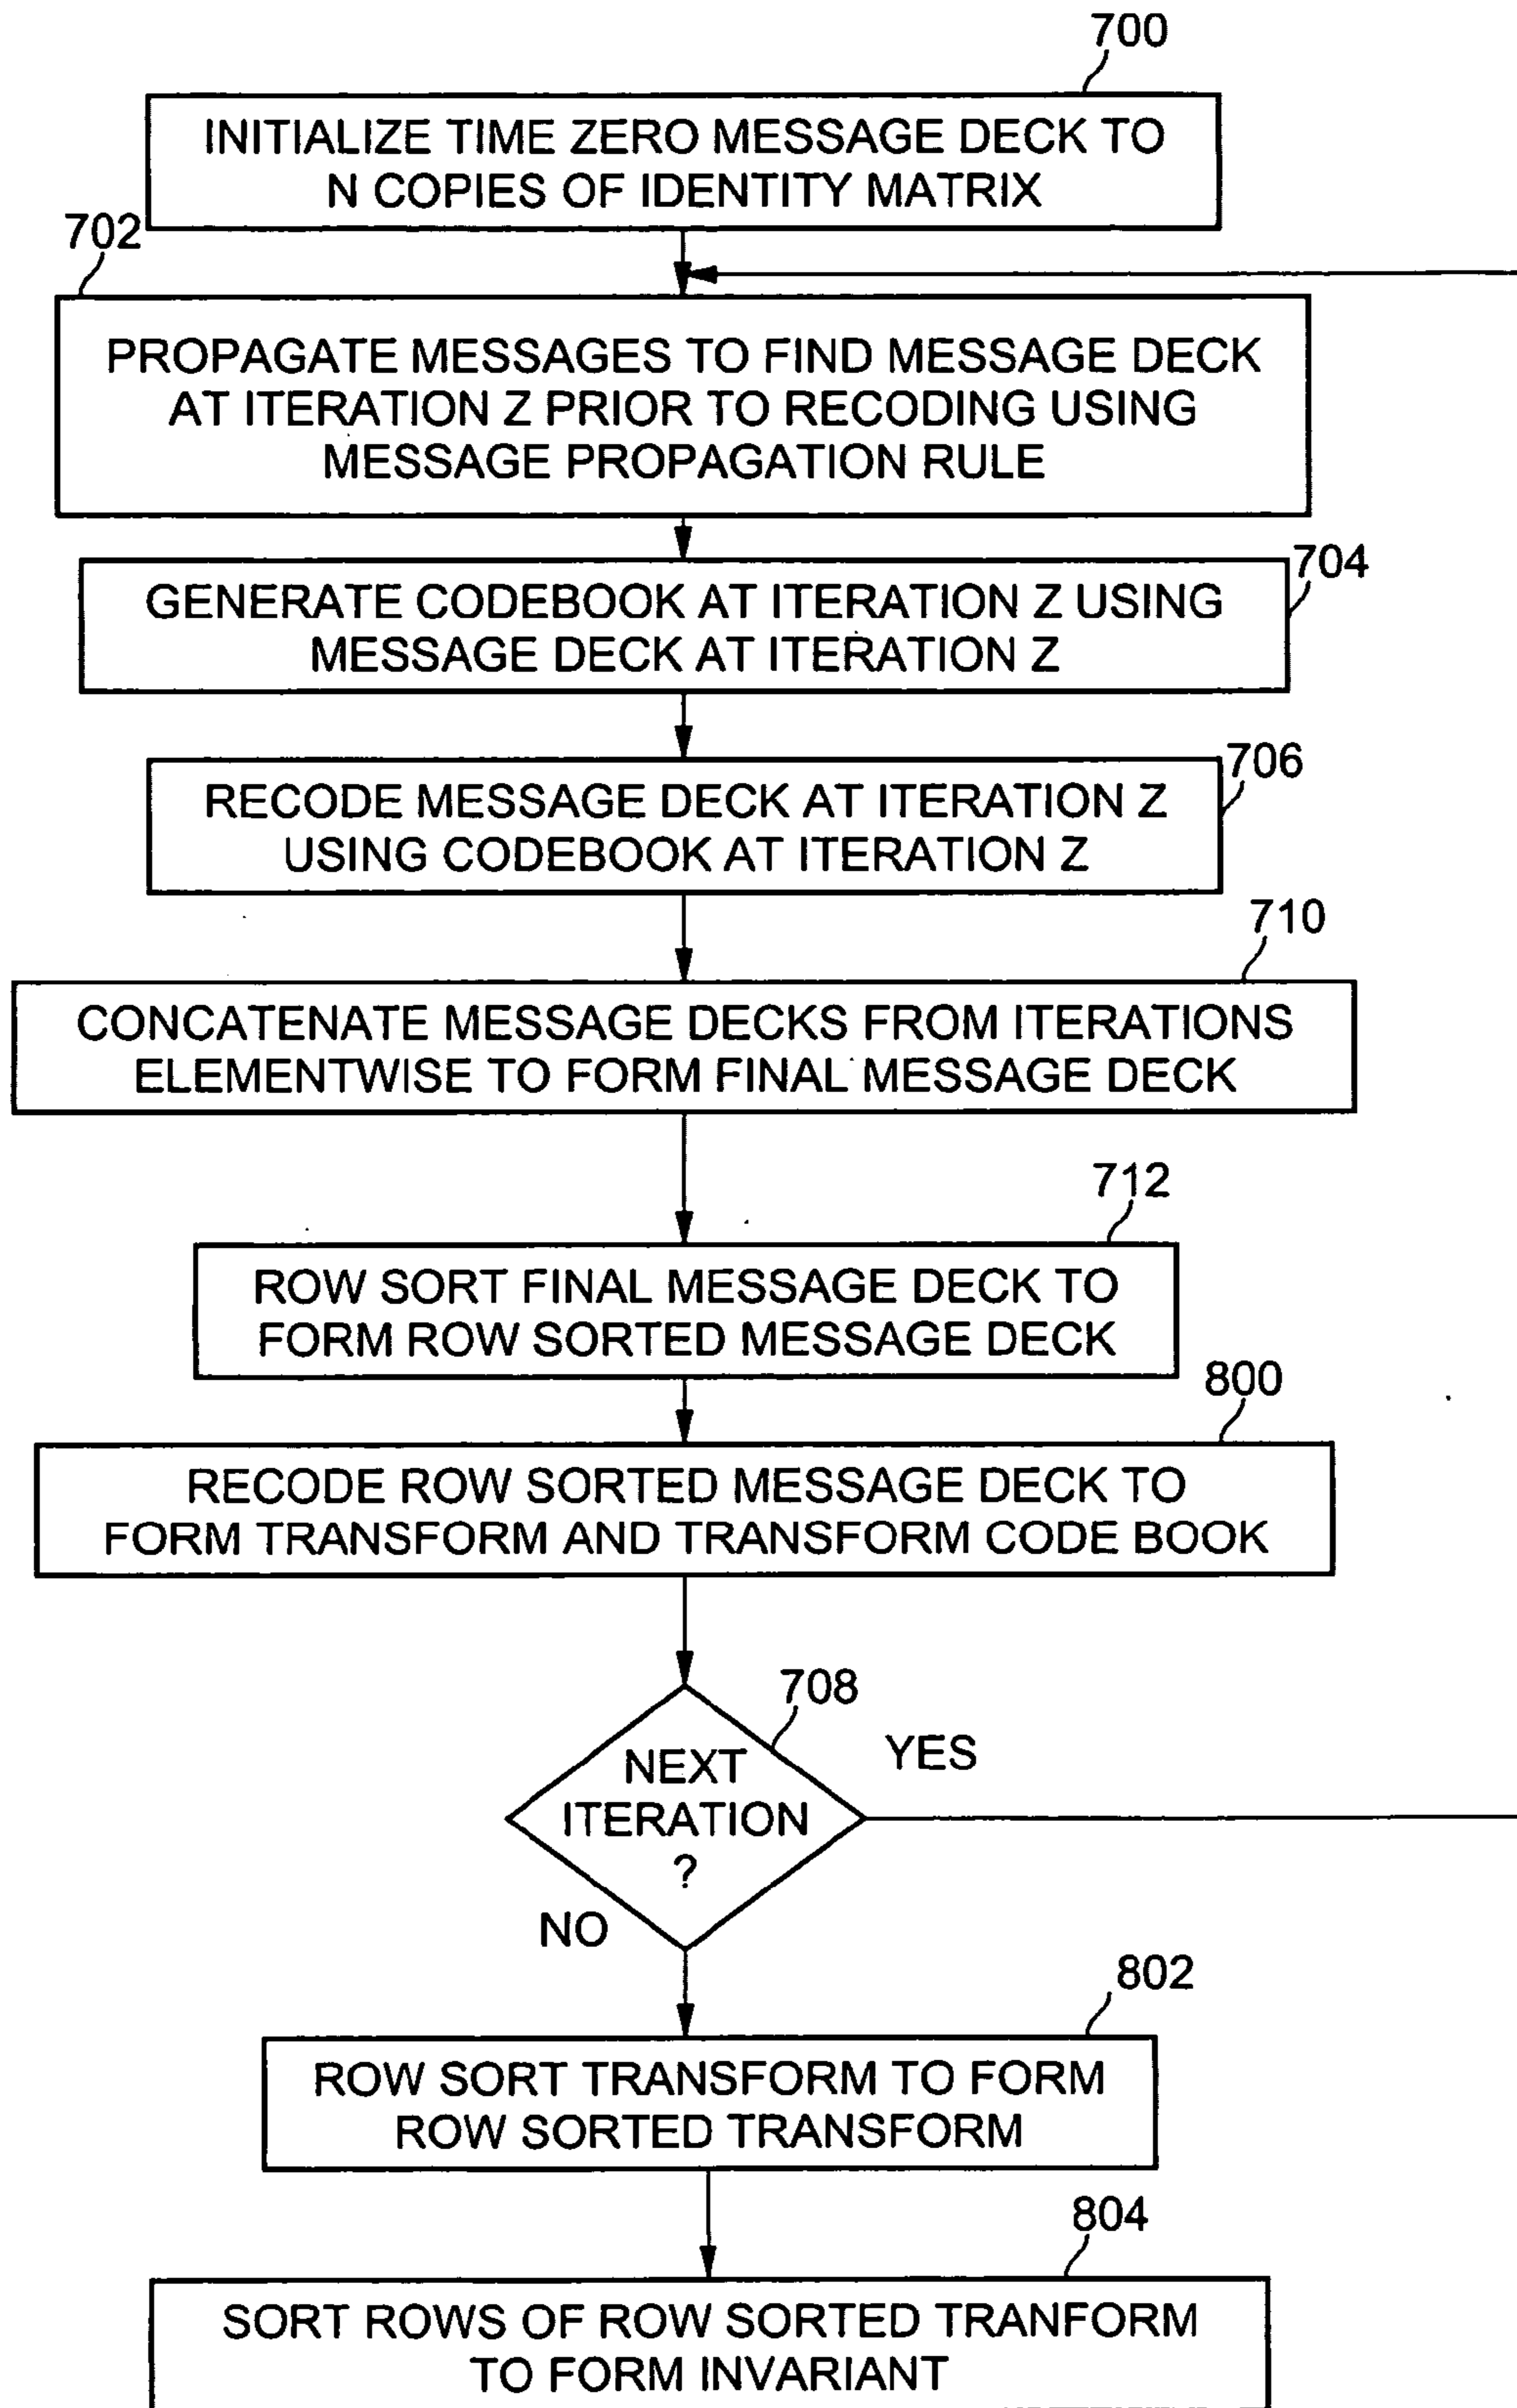 700
INITIALIZE TIME ZERO MESSAGE DECK TO
N COPIES OF IDENTITY MATRIX
702
PROPAGATE MESSAGES TO FIND MESSAGE DECK
AT ITERATION Z PRIOR TO RECODING USING
MESSAGE PROPAGATION RULE
704
GENERATE CODEBOOK AT ITERATION Z USING
MESSAGE DECK AT ITERATION Z
706
RECODE MESSAGE DECK AT ITERATION Z
USING CODEBOOK AT ITERATION Z
710
CONCATENATE MESSAGE DECKS FROM ITERATIONS
ELEMENTWISE TO FORM FINAL MESSAGE DECK
712
ROW SORT FINAL MESSAGE DECK TO
FORM ROW SORTED MESSAGE DECK
800
RECODE ROW SORTED MESSAGE DECK TO
FORM TRANSFORM AND TRANSFORM CODE BOOK
708
NEXT
ITERATION
?
YES
NO
802
ROW SORT TRANSFORM TO FORM
ROW SORTED TRANSFORM
804
SORT ROWS OF ROW SORTED TRANFORM
TO FORM INVARIANT